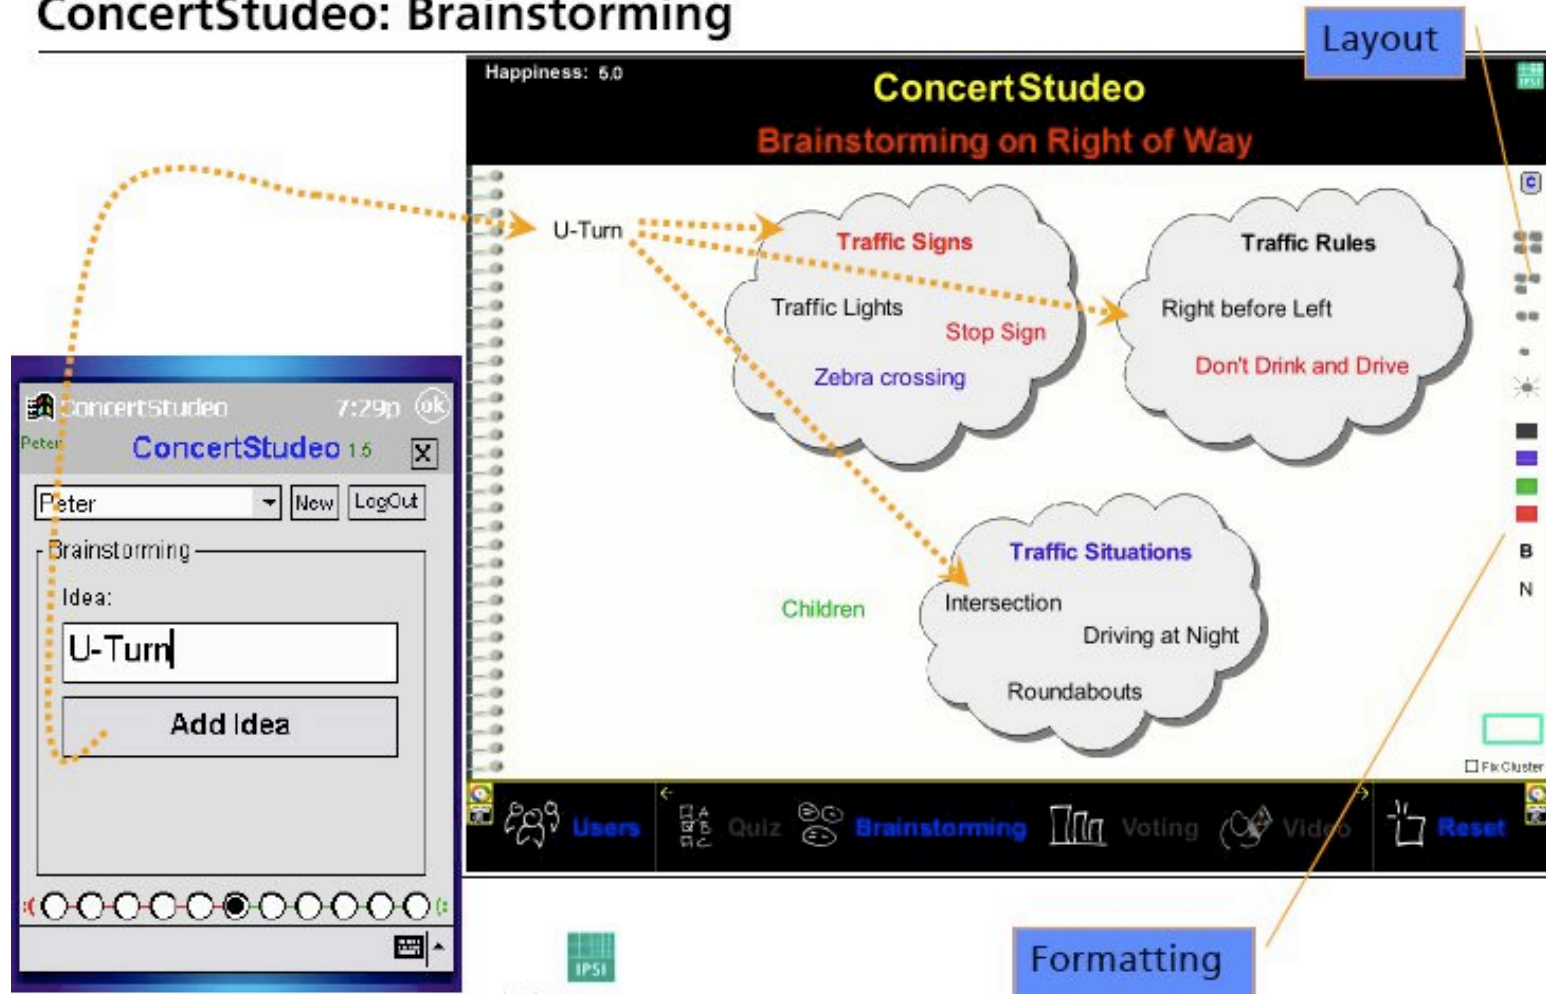 ConcertStudeo: Brainstorming
Layout
Happiness: 5.0
ConcertStudeo
IPSI
Brainstorming on Right of Way
C
U-Turn
Traffic Signs
Traffic Lights
Stop Sign
Zebra crossing
Traffic Rules
Right before Left
Don't Drink and Drive
Traffic Situations
Intersection
Driving at Night
Roundabouts
Children
B
N
Fix Cluster
ConcertStudeo 7:29p ok
Peter
ConcertStudeo 1.5 X
Peter New LogOut
Brainstorming
Idea:
U-Turn
Add Idea
:( (:
Users A B C Quiz Brainstorming Voting Video Reset
IPSI
Formatting